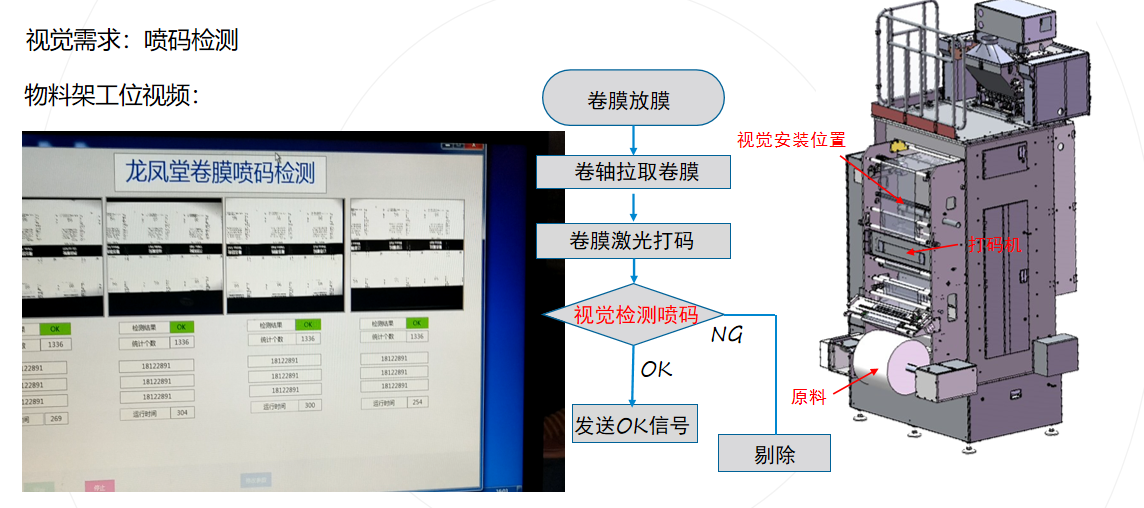 视觉需求：喷码检测
物料架工位视频：
龙凤堂卷膜喷码检测
OK
检测结果 OK
检测结果 OK
检测结果 OK
1336
统计个数 1336
统计个数 1336
统计个数 1336
18122891
18122891
18122891
18122891
18122891
18122891
18122891
18122891
18122891
18122891
269
运行时间 304
运行时间 300
运行时间 254
停止
卷膜放膜
卷轴拉取卷膜
卷膜激光打码
视觉检测喷码
NG
OK
发送OK信号
剔除
视觉安装位置
打码机
原料